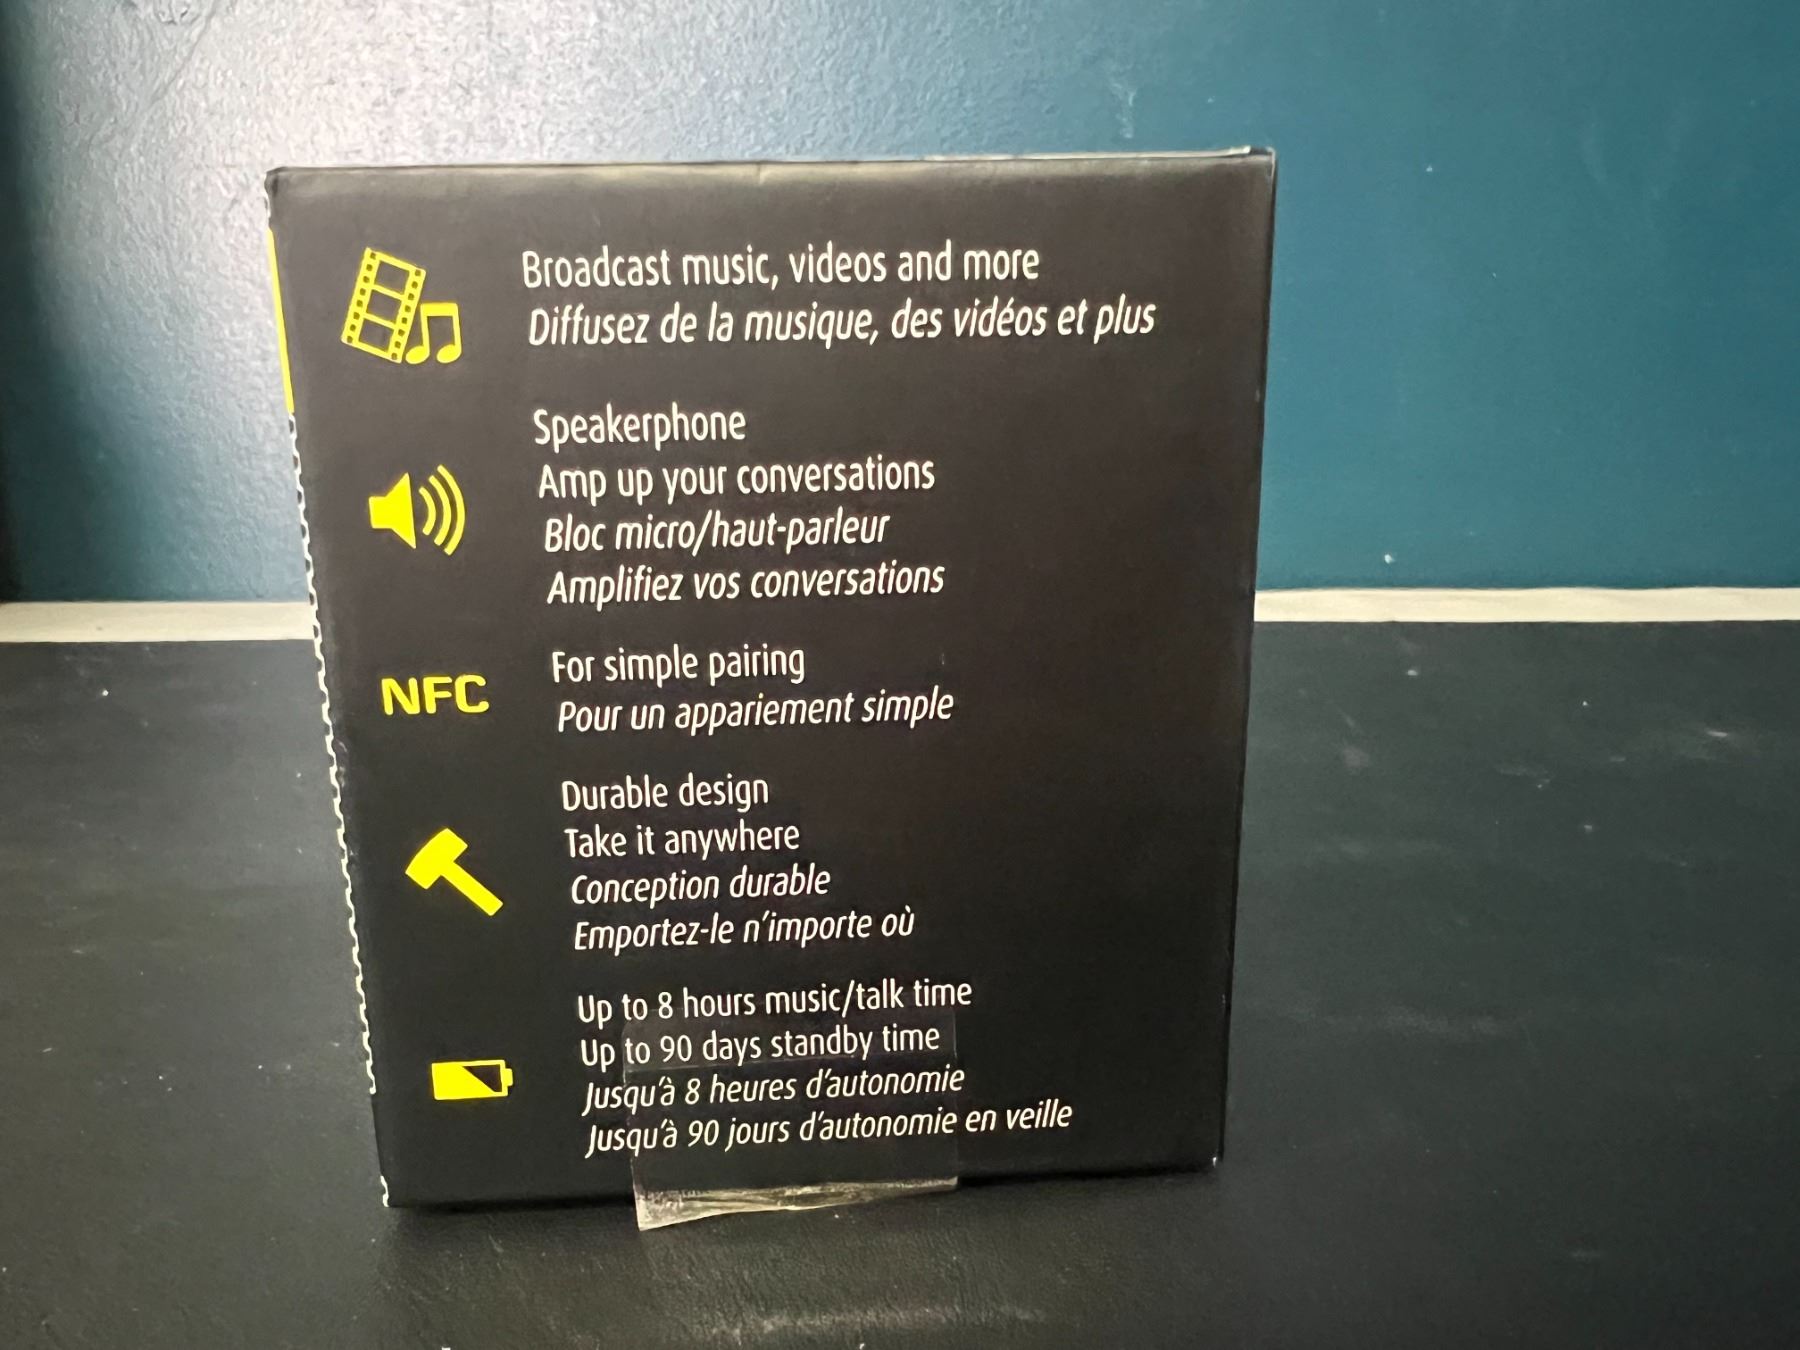 Broadcast music, videos and more
Diffusez de la musique, des vidéos et plus
Speakerphone
Amp up your conversations
Bloc micro/haut-parleur
Amplifiez vos conversations
NFC
For simple pairing
Pour un appariement simple
Durable design
Take it anywhere
Conception durable
Emportez-le n'importe où
Up to 8 hours music/talk time
Up to 90 days standby time
Jusqu'à 8 heures d'autonomie
Jusqu'à 90 jours d'autonomie en veille